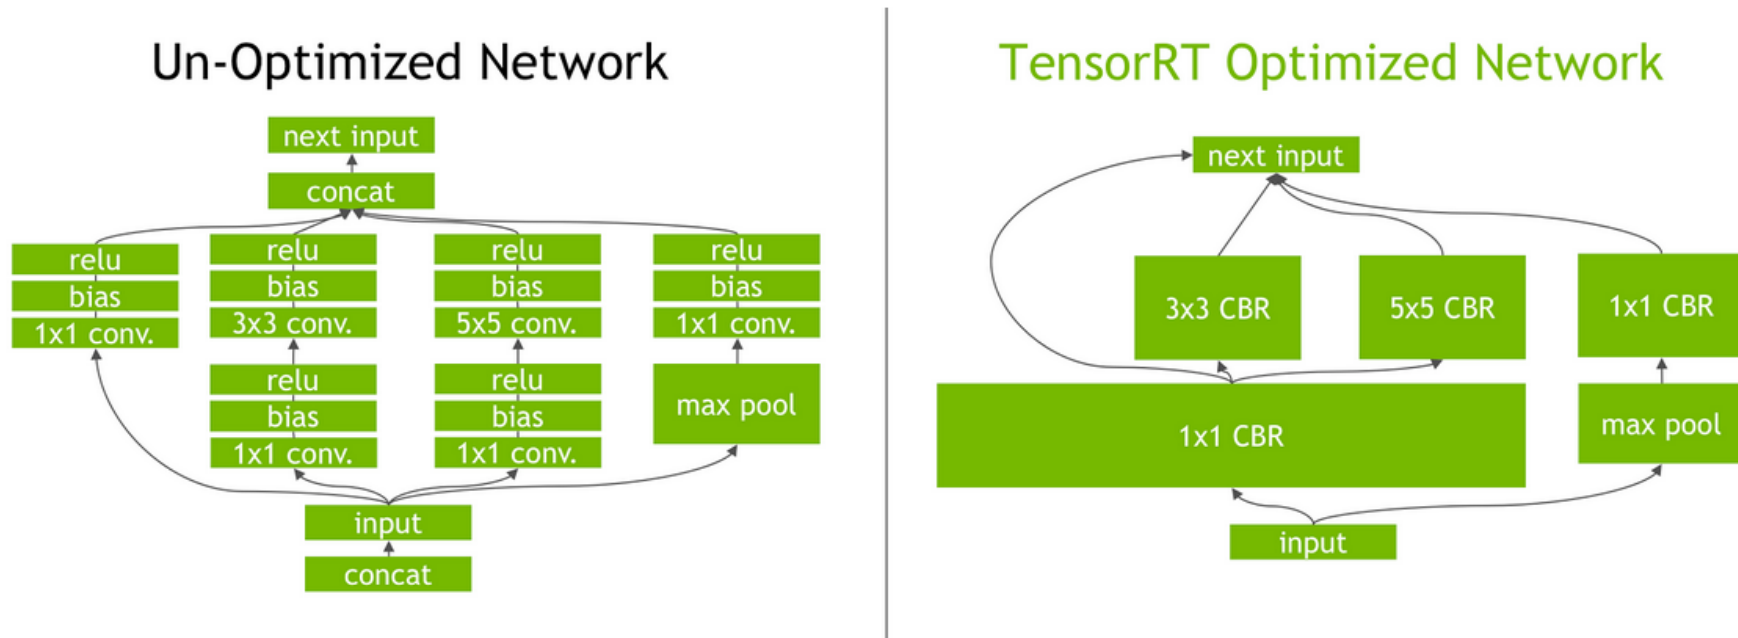 Un-Optimized Network
next input
concat
relu
bias
1x1 conv.
relu
bias
3x3 conv.
relu
bias
1x1 conv.
relu
bias
5x5 conv.
relu
bias
1x1 conv.
relu
bias
1x1 conv.
max pool
input
concat
TensorRT Optimized Network
next input
3x3 CBR
5x5 CBR
1x1 CBR
1x1 CBR
max pool
input